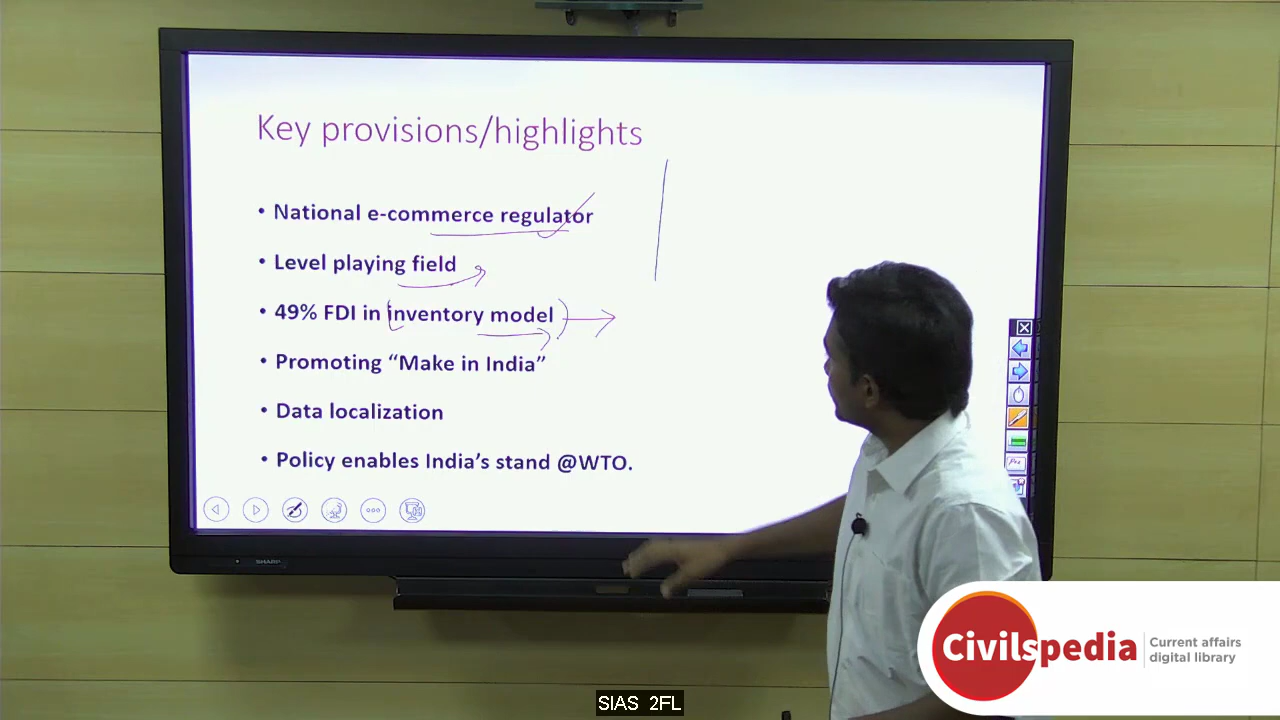 Key provisions/highlights
• National e-commerce regulator
• Level playing field
• 49% FDI in inventory model
• Promoting “Make in India”
• Data localization
• Policy enables India’s stand @WTO.
SHARP
Civilspedia
Current affairs
digital library
SIAS 2FL